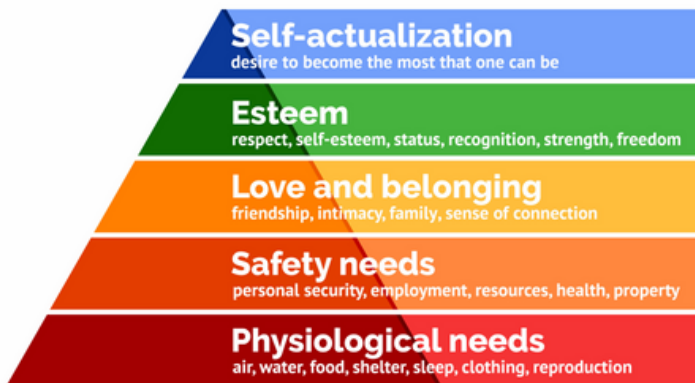 Self-actualization
desire to become the most that one can be
Esteem
respect, self-esteem, status, recognition, strength, freedom
Love and belonging
friendship, intimacy, family, sense of connection
Safety needs
personal security, employment, resources, health, property
Physiological needs
air, water, food, shelter, sleep, clothing, reproduction